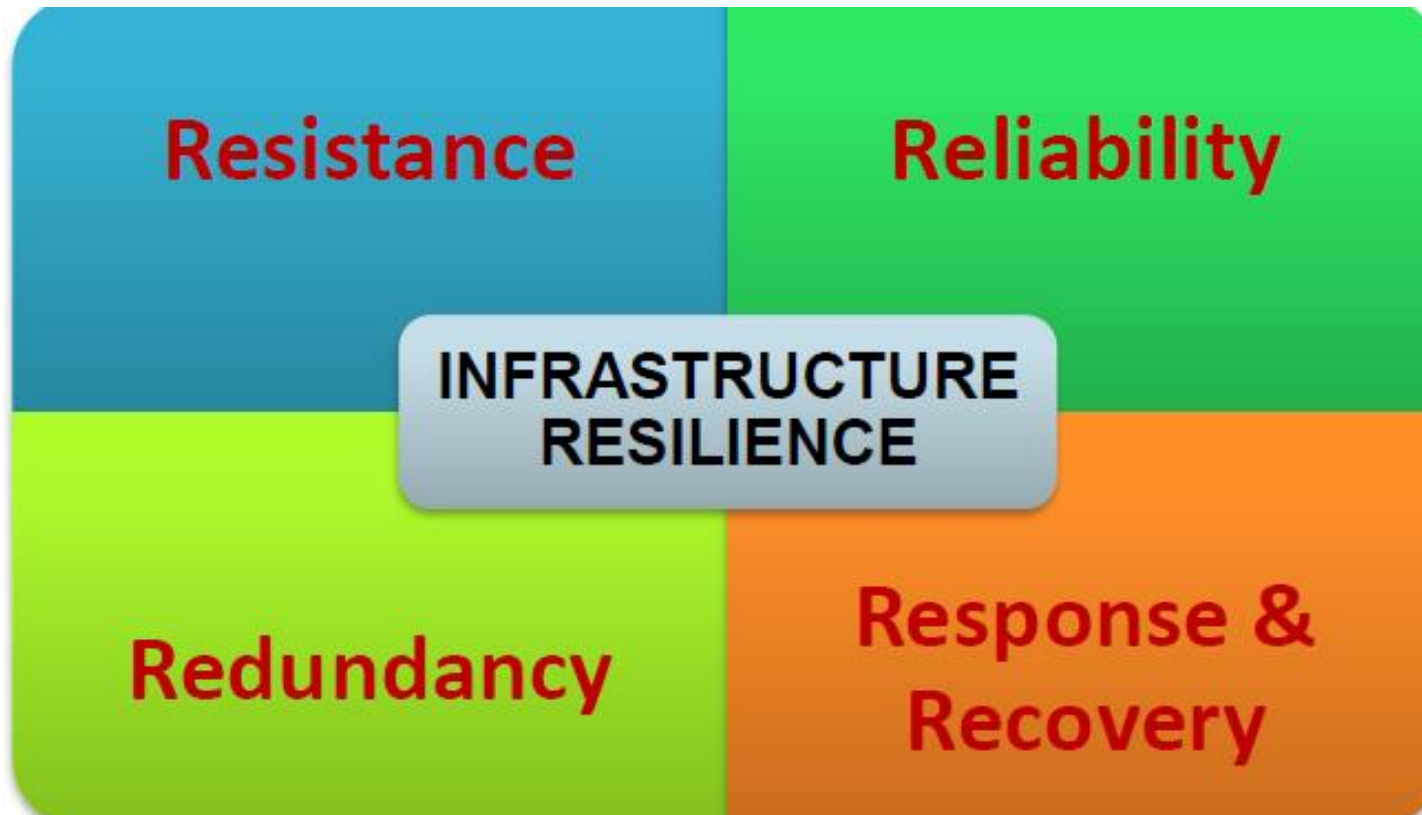 Resistance
Reliability
INFRASTRUCTURE
RESILIENCE
Redundancy
Response &
Recovery